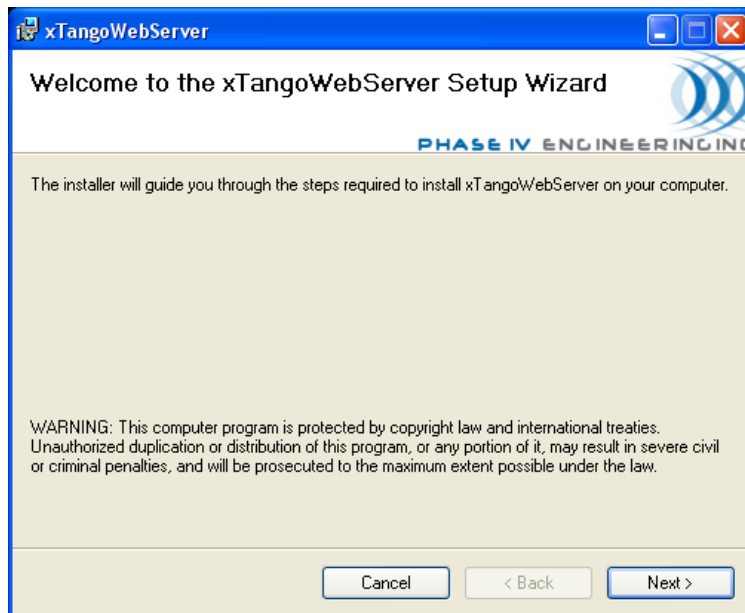 xTangoWebServer
Welcome to the xTangoWebServer Setup Wizard
PHASE IV ENGINEERINGING
The installer will guide you through the steps required to install xTangoWebServer on your computer.
WARNING: This computer program is protected by copyright law and international treaties.
Unauthorized duplication or distribution of this program, or any portion of it, may result in severe civil
or criminal penalties, and will be prosecuted to the maximum extent possible under the law.
Cancel
< Back
Next >